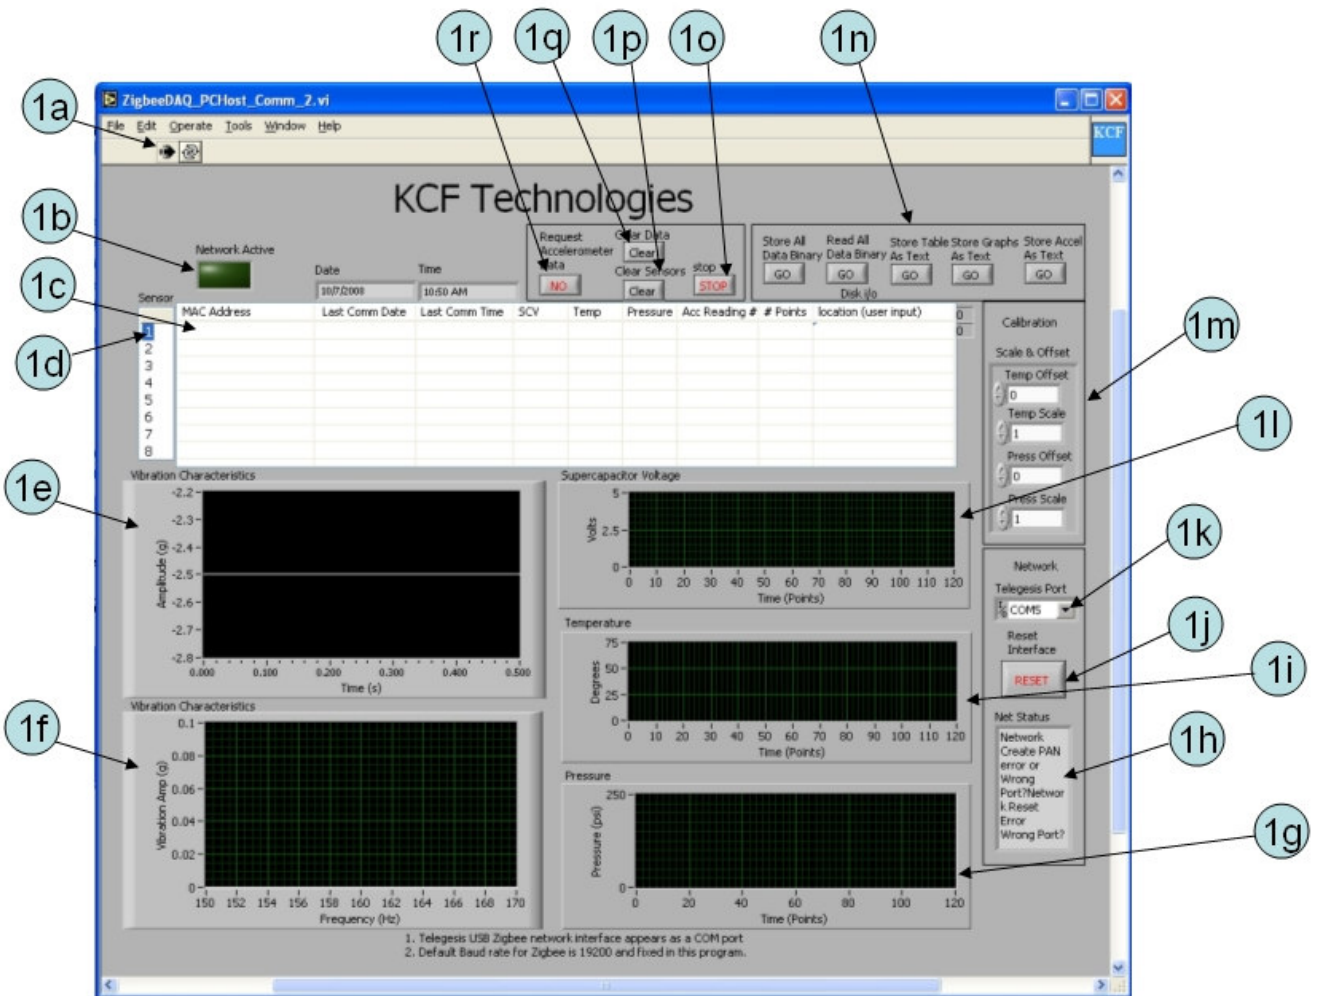 1r
1q
1p
1o
1n
1a
ZigbeeDAQ_PCHost_Comm_2.vi
File Edit Operate Tools Window Help
KCF
KCF Technologies
1b
Network Active
Date
10/7/2008
Time
10:50 AM
Request
Accelerometer
Data
NO
Clear Data
Clear
Clear Sensors
Clear
stop
STOP
Store All
Data Binary
GO
Read All
Data Binary
GO
Store Table
As Text
GO
Store Graphs
As Text
GO
Store Accel
As Text
GO
Disk i/o
1c
1d
Sensor
MAC Address Last Comm Date Last Comm Time SCV Temp Pressure Acc Reading # # Points location (user input)
0
0
1
2
3
4
5
6
7
8
Calibration
Scale & Offset
Temp Offset
0
Temp Scale
1
Press Offset
0
Press Scale
1
1m
1l
1e
Vibration Characteristics
Amplitude (g)
-2.2
-2.3
-2.4
-2.5
-2.6
-2.7
-2.8
0.000 0.100 0.200 0.300 0.400 0.500
Time (s)
Supercapacitor Voltage
Volts
5
2.5
0
0 10 20 30 40 50 60 70 80 90 100 110 120
Time (Points)
1k
Network
Telegesis Port
COM5
Reset
Interface
RESET
1j
Temperature
Degrees
75
50
25
0
0 10 20 30 40 50 60 70 80 90 100 110 120
Time (Points)
1i
1f
Vibration Characteristics
Vibration Amp (g)
0.1
0.08
0.06
0.04
0.02
0
150 152 154 156 158 160 162 164 166 168 170
Frequency (Hz)
Net Status
Network
Create PAN
error or
Wrong
Port?Networ
k Reset
Error
Wrong Port?
1h
Pressure
Pressure (psi)
250
0
0 20 40 60 80 100 120
Time (Points)
1g
1. Telegesis USB Zigbee network interface appears as a COM port
2. Default Baud rate for Zigbee is 19200 and fixed in this program.